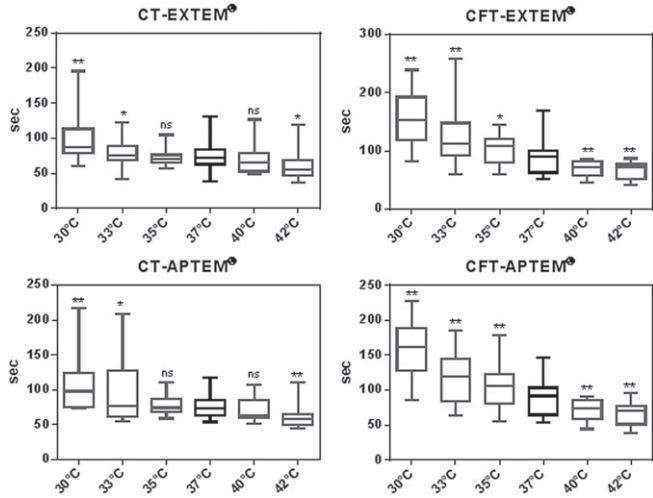 CT-EXTEM®
250
200
150
100
50
0
sec
** * ns ns *
30°C 33°C 35°C 37°C 40°C 42°C
CFT-EXTEM®
300
200
100
0
sec
** ** * ** **
30°C 33°C 35°C 37°C 40°C 42°C
CT-APTEM®
250
200
150
100
50
0
sec
** * ns ns **
30°C 33°C 35°C 37°C 40°C 42°C
CFT-APTEM®
250
200
150
100
50
0
sec
** ** ** ** **
30°C 33°C 35°C 37°C 40°C 42°C